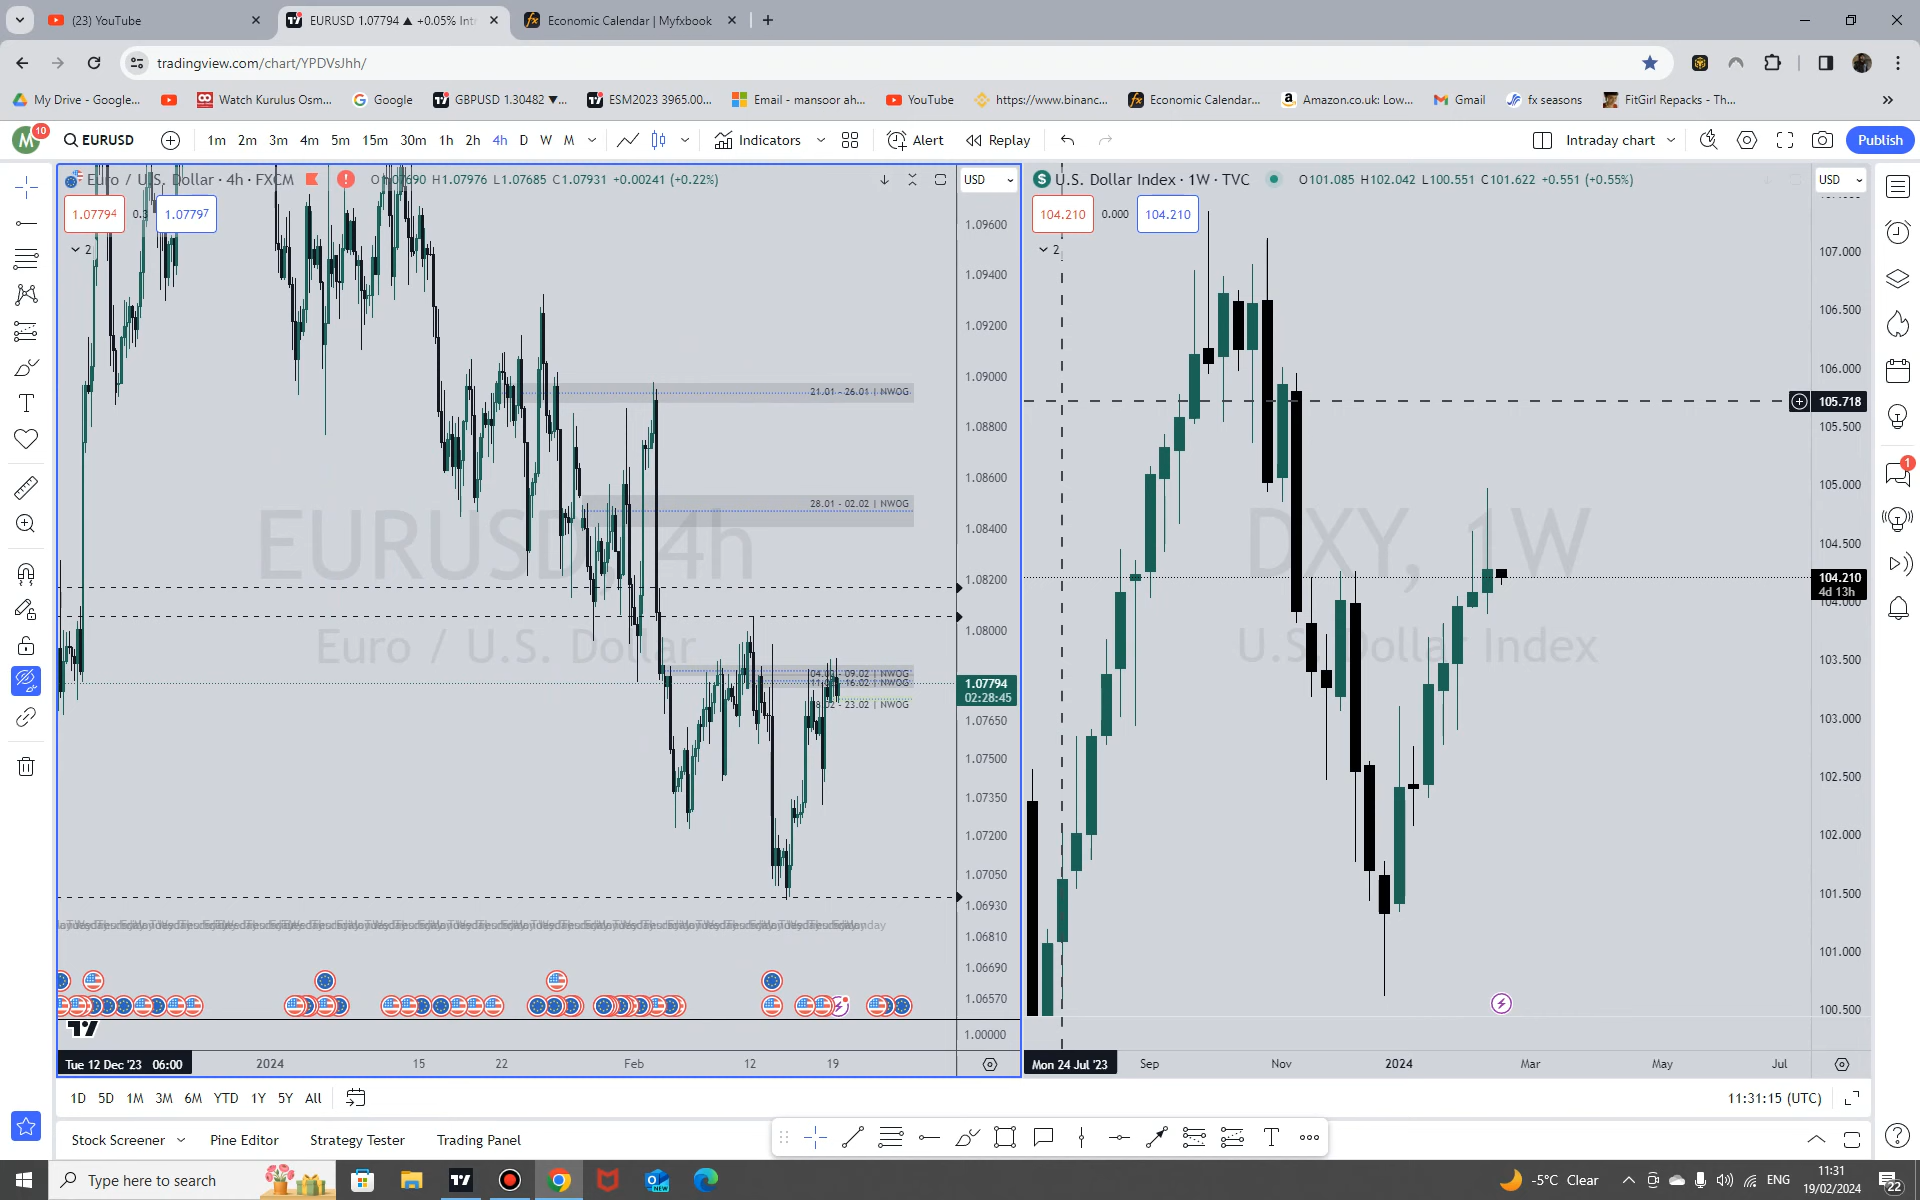 (23) YouTube
EURUSD 1.07794 ▲ +0.05% Intr
Economic Calendar | Myfxbook
tradingview.com/chart/YPDVsJhh/
My Drive - Google...
Watch Kurulus Osm...
Google
GBPUSD 1.30482 ▼...
ESM2023 3965.00...
Email - mansoor ah...
YouTube
https://www.binanc...
Economic Calendar...
Amazon.co.uk: Low...
Gmail
fx seasons
FitGirl Repacks - Th...
M 10
EURUSD
1m 2m 3m 4m 5m 15m 30m 1h 2h 4h D W M
Indicators
Alert
Replay
Intraday chart
Publish
Euro / U.S. Dollar · 4h · FXCM
H1.07976 L1.07685 C1.07931 +0.00241 (+0.22%)
USD
1.07794
1.07797
2
1.09600
1.09400
1.09200
1.09000
1.08800
1.08600
1.08400
1.08200
1.08000
1.07794
02:28:45
1.07650
1.07500
1.07350
1.07200
1.07050
1.06930
1.06810
1.06690
1.06570
1.00000
21.01 - 26.01 | NWOG
28.01 - 02.02 | NWOG
09.02 | NWOG
16.02 | NWOG
23.02 | NWOG
EURUSD, 4h
Euro / U.S. Dollar
Tue 12 Dec '23 06:00
2024
15
22
Feb
12
19
U.S. Dollar Index · 1W · TVC
O101.085 H102.042 L100.551 C101.622 +0.551 (+0.55%)
USD
104.210
0.000
104.210
2
107.000
106.500
106.000
105.718
105.500
105.000
104.500
104.210
4d 13h
104.000
103.500
103.000
102.500
102.000
101.500
101.000
100.500
DXY, 1W
U.S. Dollar Index
Mon 24 Jul '23
Sep
Nov
2024
Mar
May
Jul
1
1D 5D 1M 3M 6M YTD 1Y 5Y All
11:31:15 (UTC)
Stock Screener
Pine Editor
Strategy Tester
Trading Panel
Type here to search
-5°C Clear
ENG
11:31
19/02/2024
22